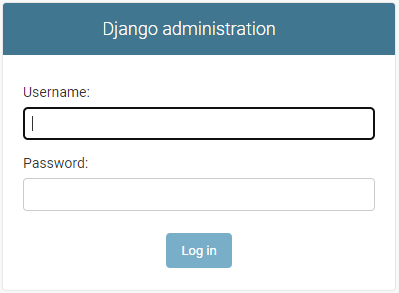 Django administration
Username:
Password:
Log in